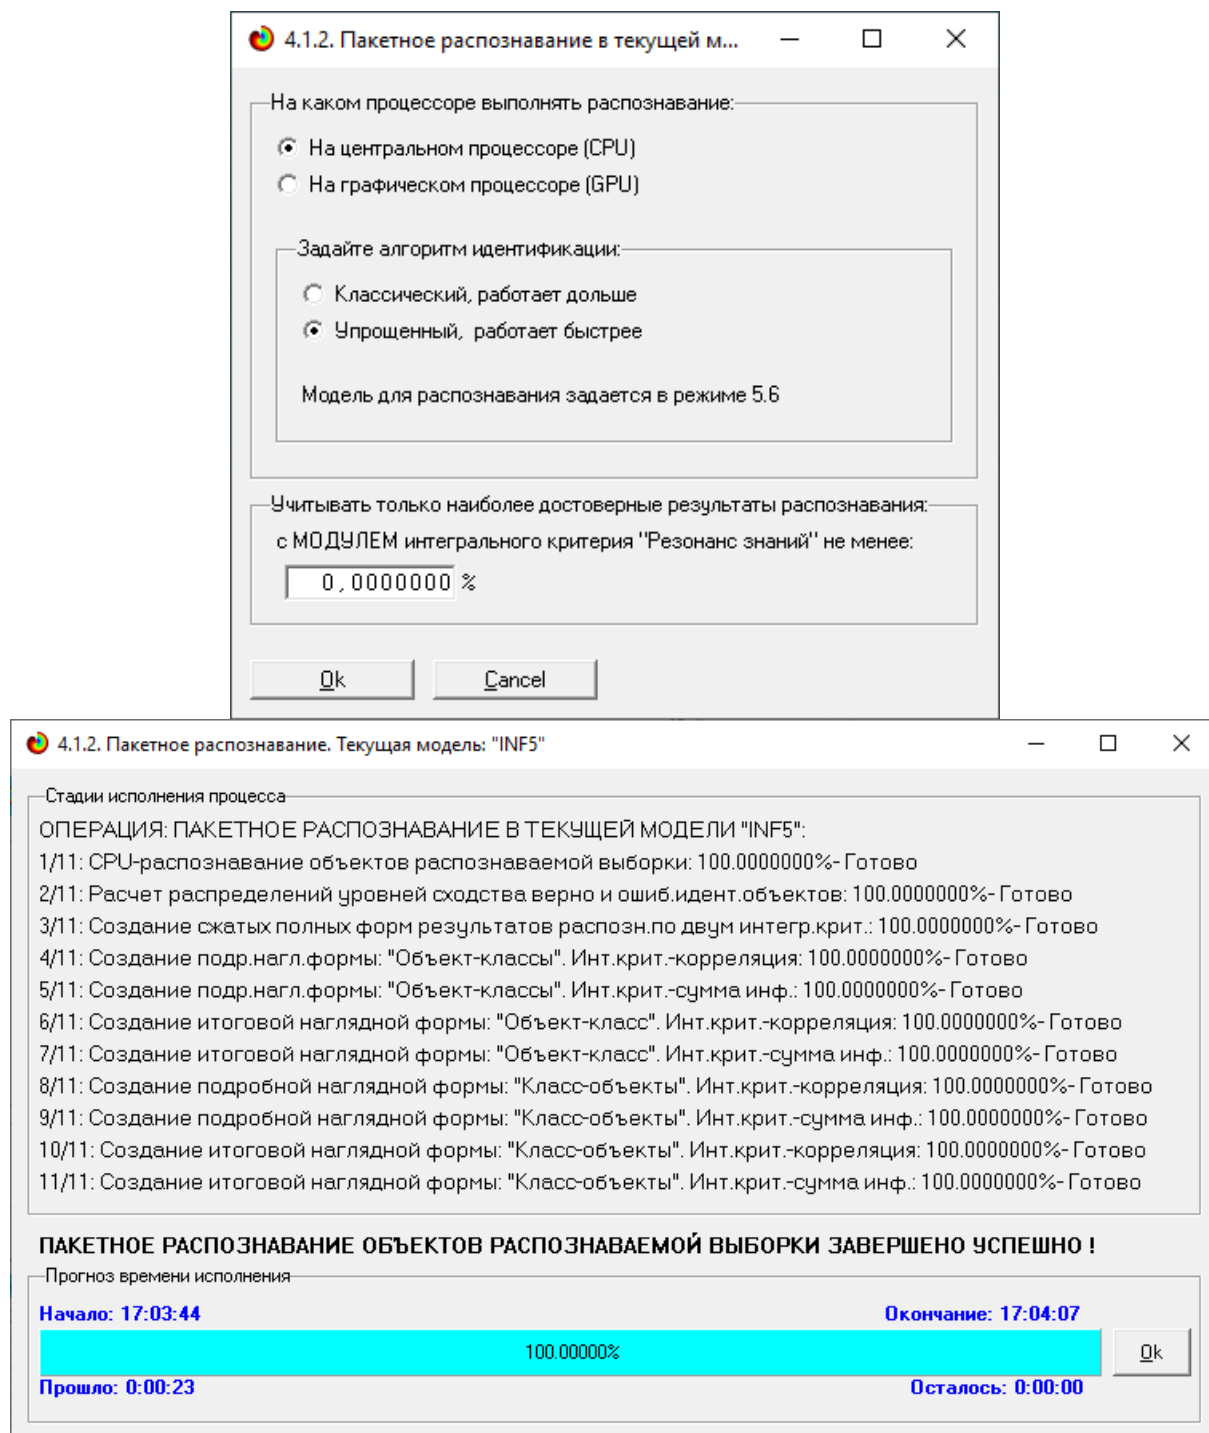 4.1.2. Пакетное распознавание в текущей м...
На каком процессоре выполнять распознавание:
На центральном процессоре (CPU)
На графическом процессоре (GPU)
Задайте алгоритм идентификации:
Классический, работает дольше
Упрощенный, работает быстрее
Модель для распознавания задается в режиме 5.6
Учитывать только наиболее достоверные результаты распознавания:
с МОДУЛЕМ интегрального критерия "Резонанс знаний" не менее:
0,0000000 %
Ok Cancel
4.1.2. Пакетное распознавание. Текущая модель: "INF5"
Стадии исполнения процесса
ОПЕРАЦИЯ: ПАКЕТНОЕ РАСПОЗНАВАНИЕ В ТЕКУЩЕЙ МОДЕЛИ "INF5":
1/11: CPU-распознавание объектов распознаваемой выборки: 100.0000000%- Готово
2/11: Расчет распределений уровней сходства верно и ошиб.идент.объектов: 100.0000000%- Готово
3/11: Создание сжатых полных форм результатов распозн.по двум интегр.крит.: 100.0000000%- Готово
4/11: Создание подр.нагл.формы: "Объект-классы". Инт.крит.-корреляция: 100.0000000%- Готово
5/11: Создание подр.нагл.формы: "Объект-классы". Инт.крит.-сумма инф.: 100.0000000%- Готово
6/11: Создание итоговой наглядной формы: "Объект-класс". Инт.крит.-корреляция: 100.0000000%- Готово
7/11: Создание итоговой наглядной формы: "Объект-класс". Инт.крит.-сумма инф.: 100.0000000%- Готово
8/11: Создание подробной наглядной формы: "Класс-объекты". Инт.крит.-корреляция: 100.0000000%- Готово
9/11: Создание подробной наглядной формы: "Класс-объекты". Инт.крит.-сумма инф.: 100.0000000%- Готово
10/11: Создание итоговой наглядной формы: "Класс-объекты". Инт.крит.-корреляция: 100.0000000%- Готово
11/11: Создание итоговой наглядной формы: "Класс-объекты". Инт.крит.-сумма инф.: 100.0000000%- Готово
ПАКЕТНОЕ РАСПОЗНАВАНИЕ ОБЪЕКТОВ РАСПОЗНАВАЕМОЙ ВЫБОРКИ ЗАВЕРШЕНО УСПЕШНО !
Прогноз времени исполнения
Начало: 17:03:44 Окончание: 17:04:07
100.00000% Ok
Прошло: 0:00:23 Осталось: 0:00:00